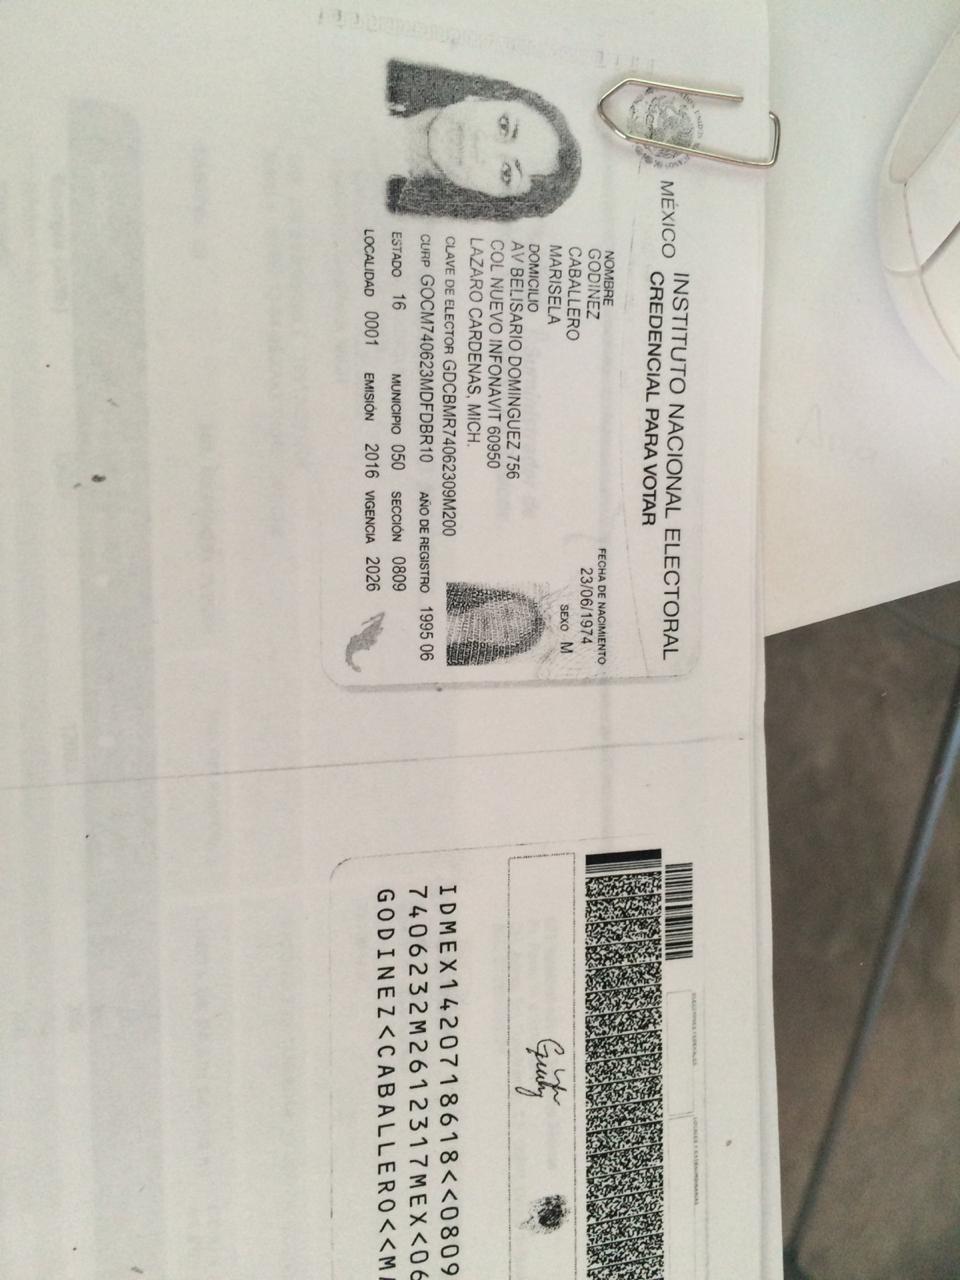 MÉXICO INSTITUTO NACIONAL ELECTORAL
CREDENCIAL PARA VOTAR
NOMBRE
GODINEZ
CABALLERO
MARISELA
FECHA DE NACIMIENTO
23/06/1974
SEXO M
DOMICILIO
AV BELISARIO DOMINGUEZ 756
COL NUEVO INFONAVIT 60950
LAZARO CARDENAS, MICH.
CLAVE DE ELECTOR GDCBMR74062309M200
CURP GOCM740623MDFDBR10 AÑO DE REGISTRO 1995 06
ESTADO 16 MUNICIPIO 050 SECCIÓN 0809
LOCALIDAD 0001 EMISIÓN 2016 VIGENCIA 2026
IDMEX1420718618<<0809
7406232M2612317MEX<06
GODINEZ<CABALLERO<<MA